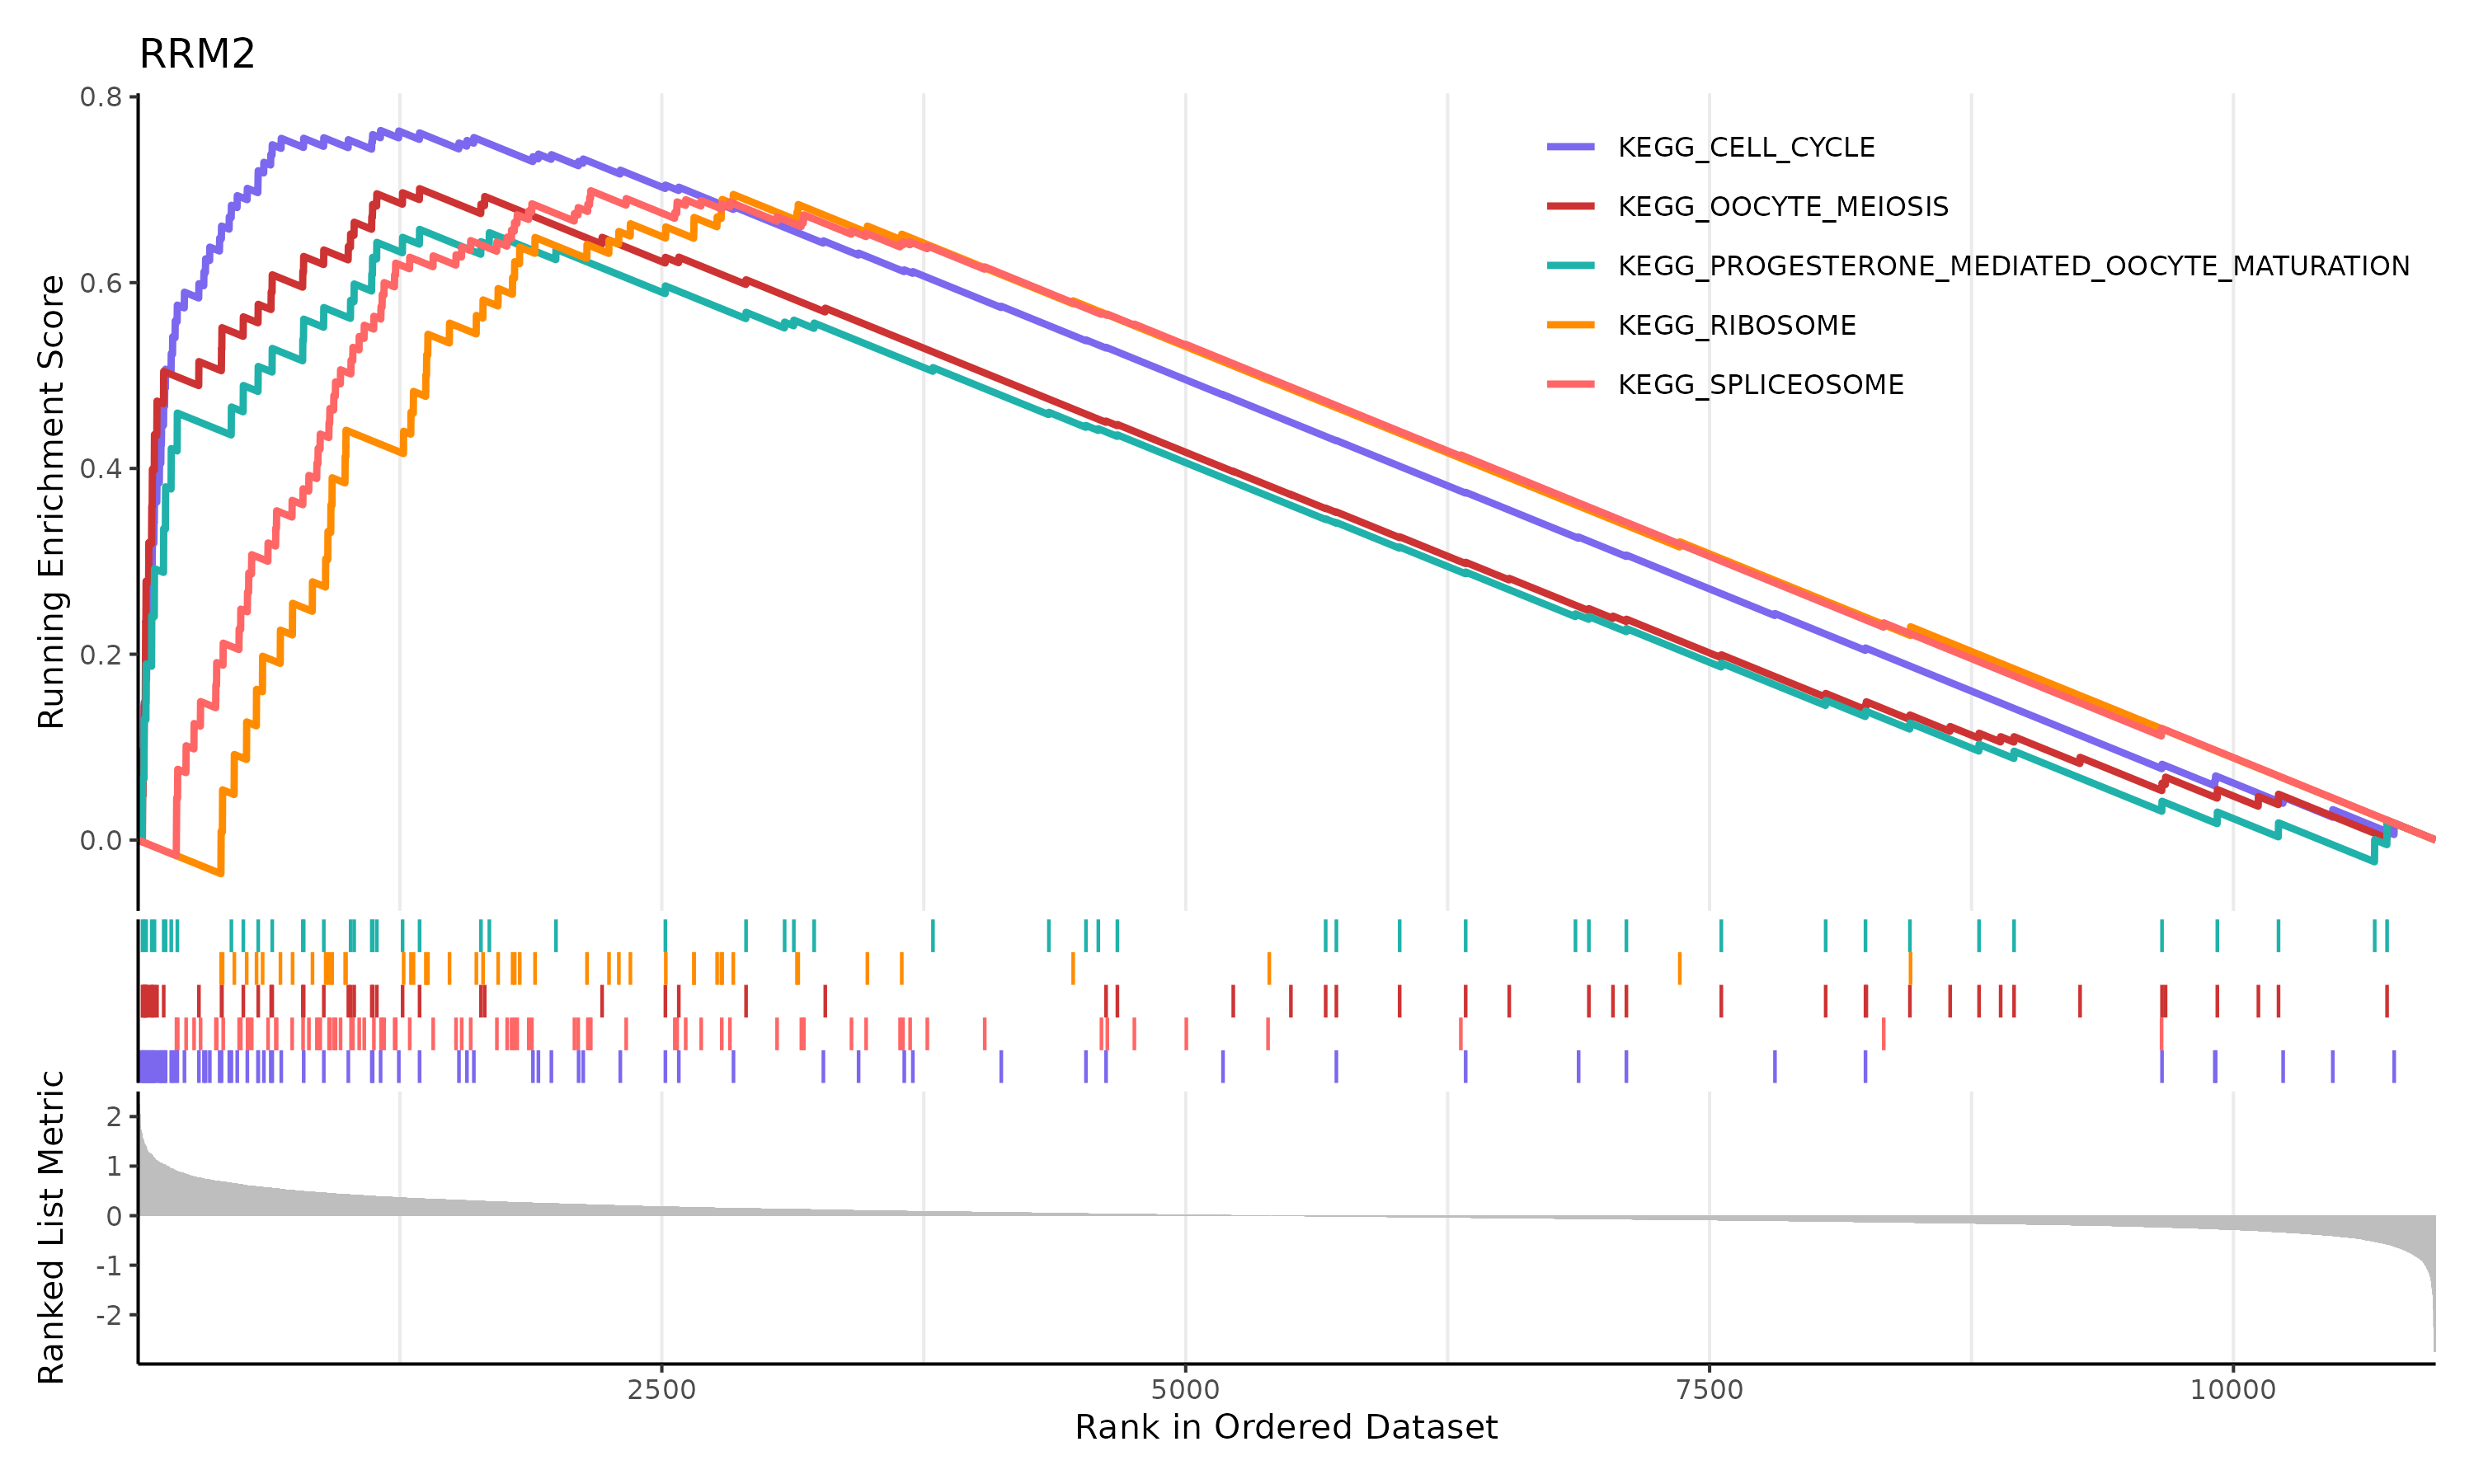 RRM2
Running Enrichment Score
0.8
0.6
0.4
0.2
0.0
KEGG_CELL_CYCLE
KEGG_OOCYTE_MEIOSIS
KEGG_PROGESTERONE_MEDIATED_OOCYTE_MATURATION
KEGG_RIBOSOME
KEGG_SPLICEOSOME
Ranked List Metric
2
1
0
-1
-2
2500
5000
7500
10000
Rank in Ordered Dataset